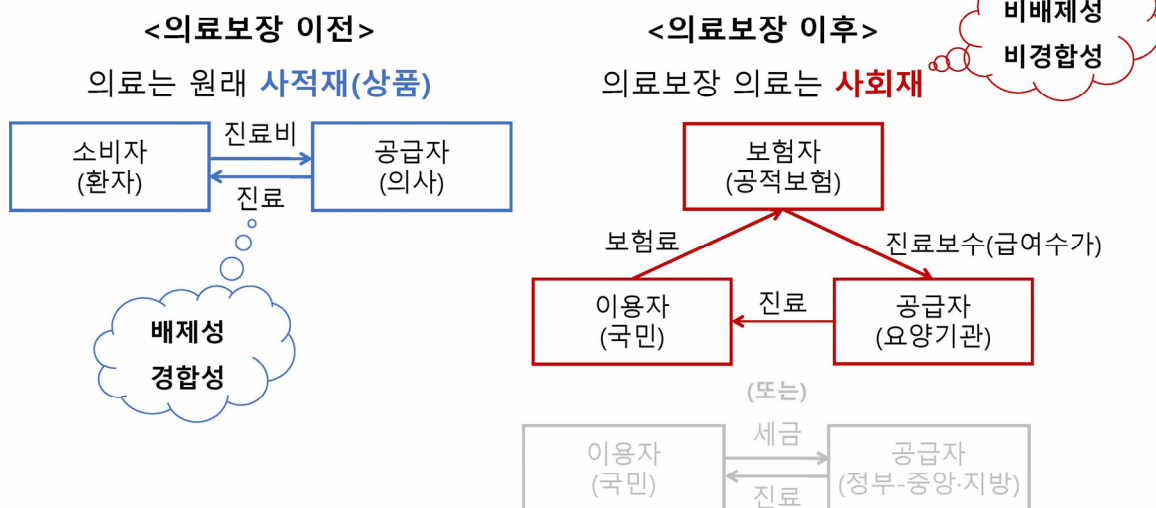 <의료보장 이전>
의료는 원래 사적재(상품)
소비자
(환자)
진료비
진료
공급자
(의사)
배제성
경합성
<의료보장 이후>
비배제성
비경합성
의료보장 의료는 사회재
보험자
(공적보험)
보험료
진료보수(급여수가)
이용자
(국민)
진료
공급자
(요양기관)
(또는)
이용자
(국민)
세금
진료
공급자
(정부-중앙·지방)